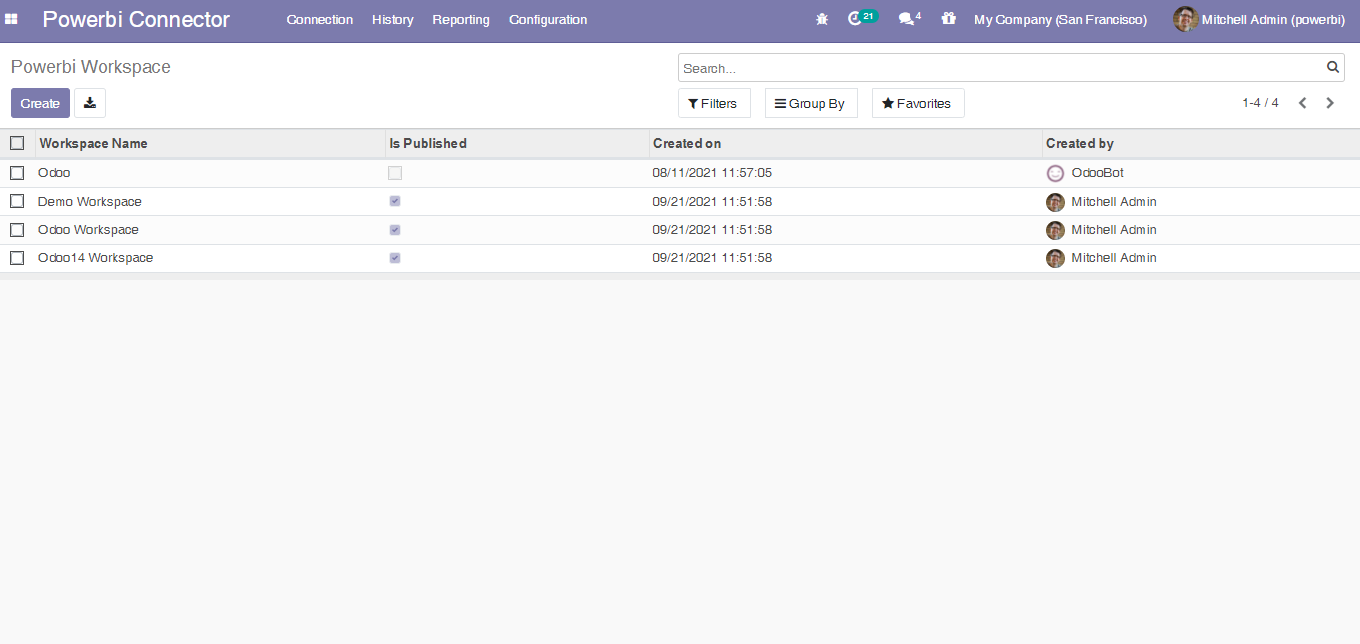 Powerbi Connector Connection History Reporting Configuration 21 4 My Company (San Francisco) Mitchell Admin (powerbi)
Powerbi Workspace Search...
Create Filters Group By Favorites 1-4 / 4
Workspace Name Is Published Created on Created by
Odoo 08/11/2021 11:57:05 OdooBot
Demo Workspace 09/21/2021 11:51:58 Mitchell Admin
Odoo Workspace 09/21/2021 11:51:58 Mitchell Admin
Odoo14 Workspace 09/21/2021 11:51:58 Mitchell Admin